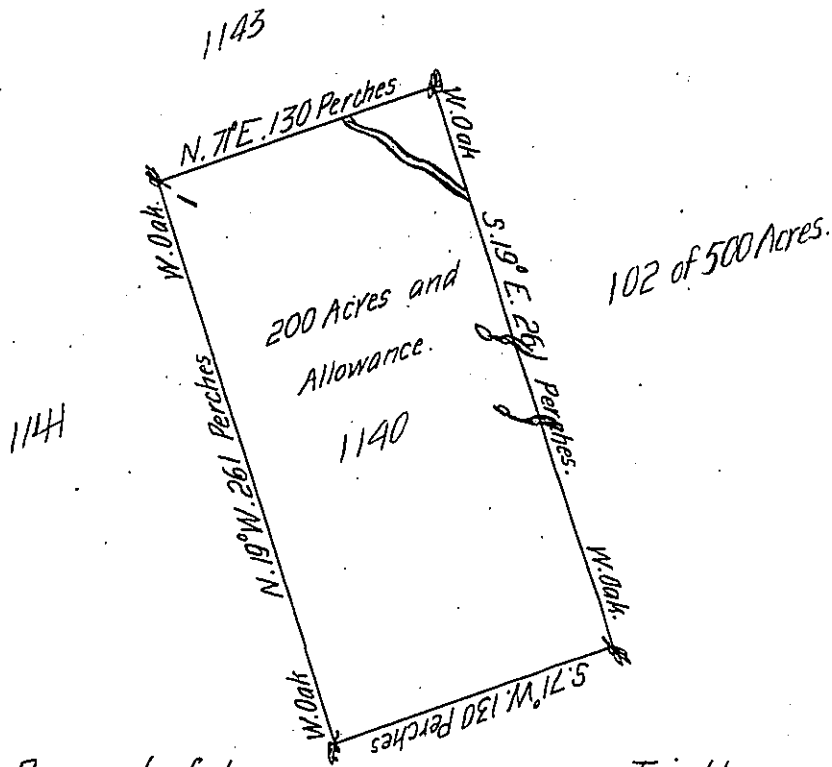 1143
N. 71°E. 130 Perches
W. Oak
W. Oak.
S. 19° E. 261 Perches.
102 of 500 Acres.
200 Acres and
Allowance.
1140
1141
N. 19° W. 261 Perches
W. Oak.
W. Oak
S. 71° W. 130 Perches